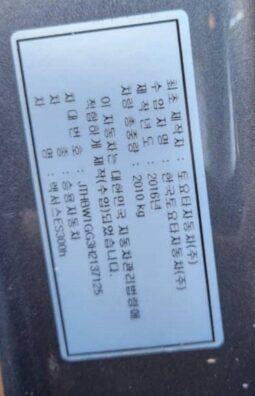 최초 제작자 : 토요타자동차(주)
수입자명 : 한국토요타자동차(주)
제작년도 : 2016년
차량 총중량 : 2010 kg
이 자동차는 대한민국 자동차관리법령에
적합하게 제작(수입)되었습니다.
차대번호 : JTHBW1GG3H2137125
차종 : 승용자동차
차명 : 렉서스ES300h